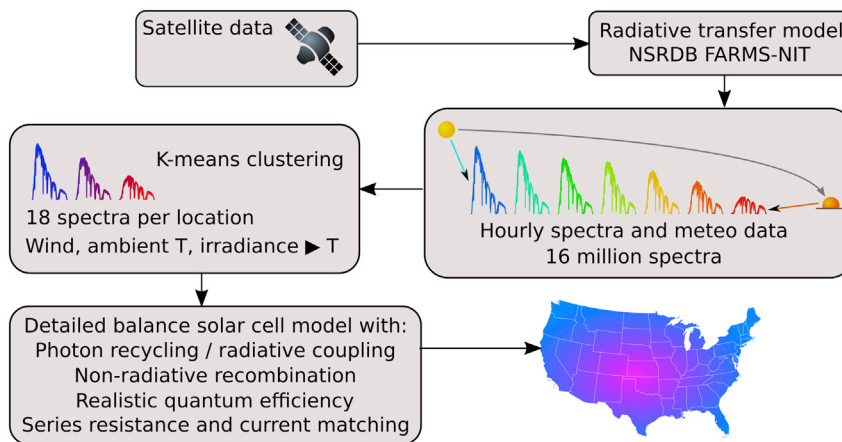 Satellite data
Radiative transfer model
NSRDB FARMS-NIT
Hourly spectra and meteo data
16 million spectra
K-means clustering
18 spectra per location
Wind, ambient T, irradiance ▶ T
Detailed balance solar cell model with:
Photon recycling / radiative coupling
Non-radiative recombination
Realistic quantum efficiency
Series resistance and current matching